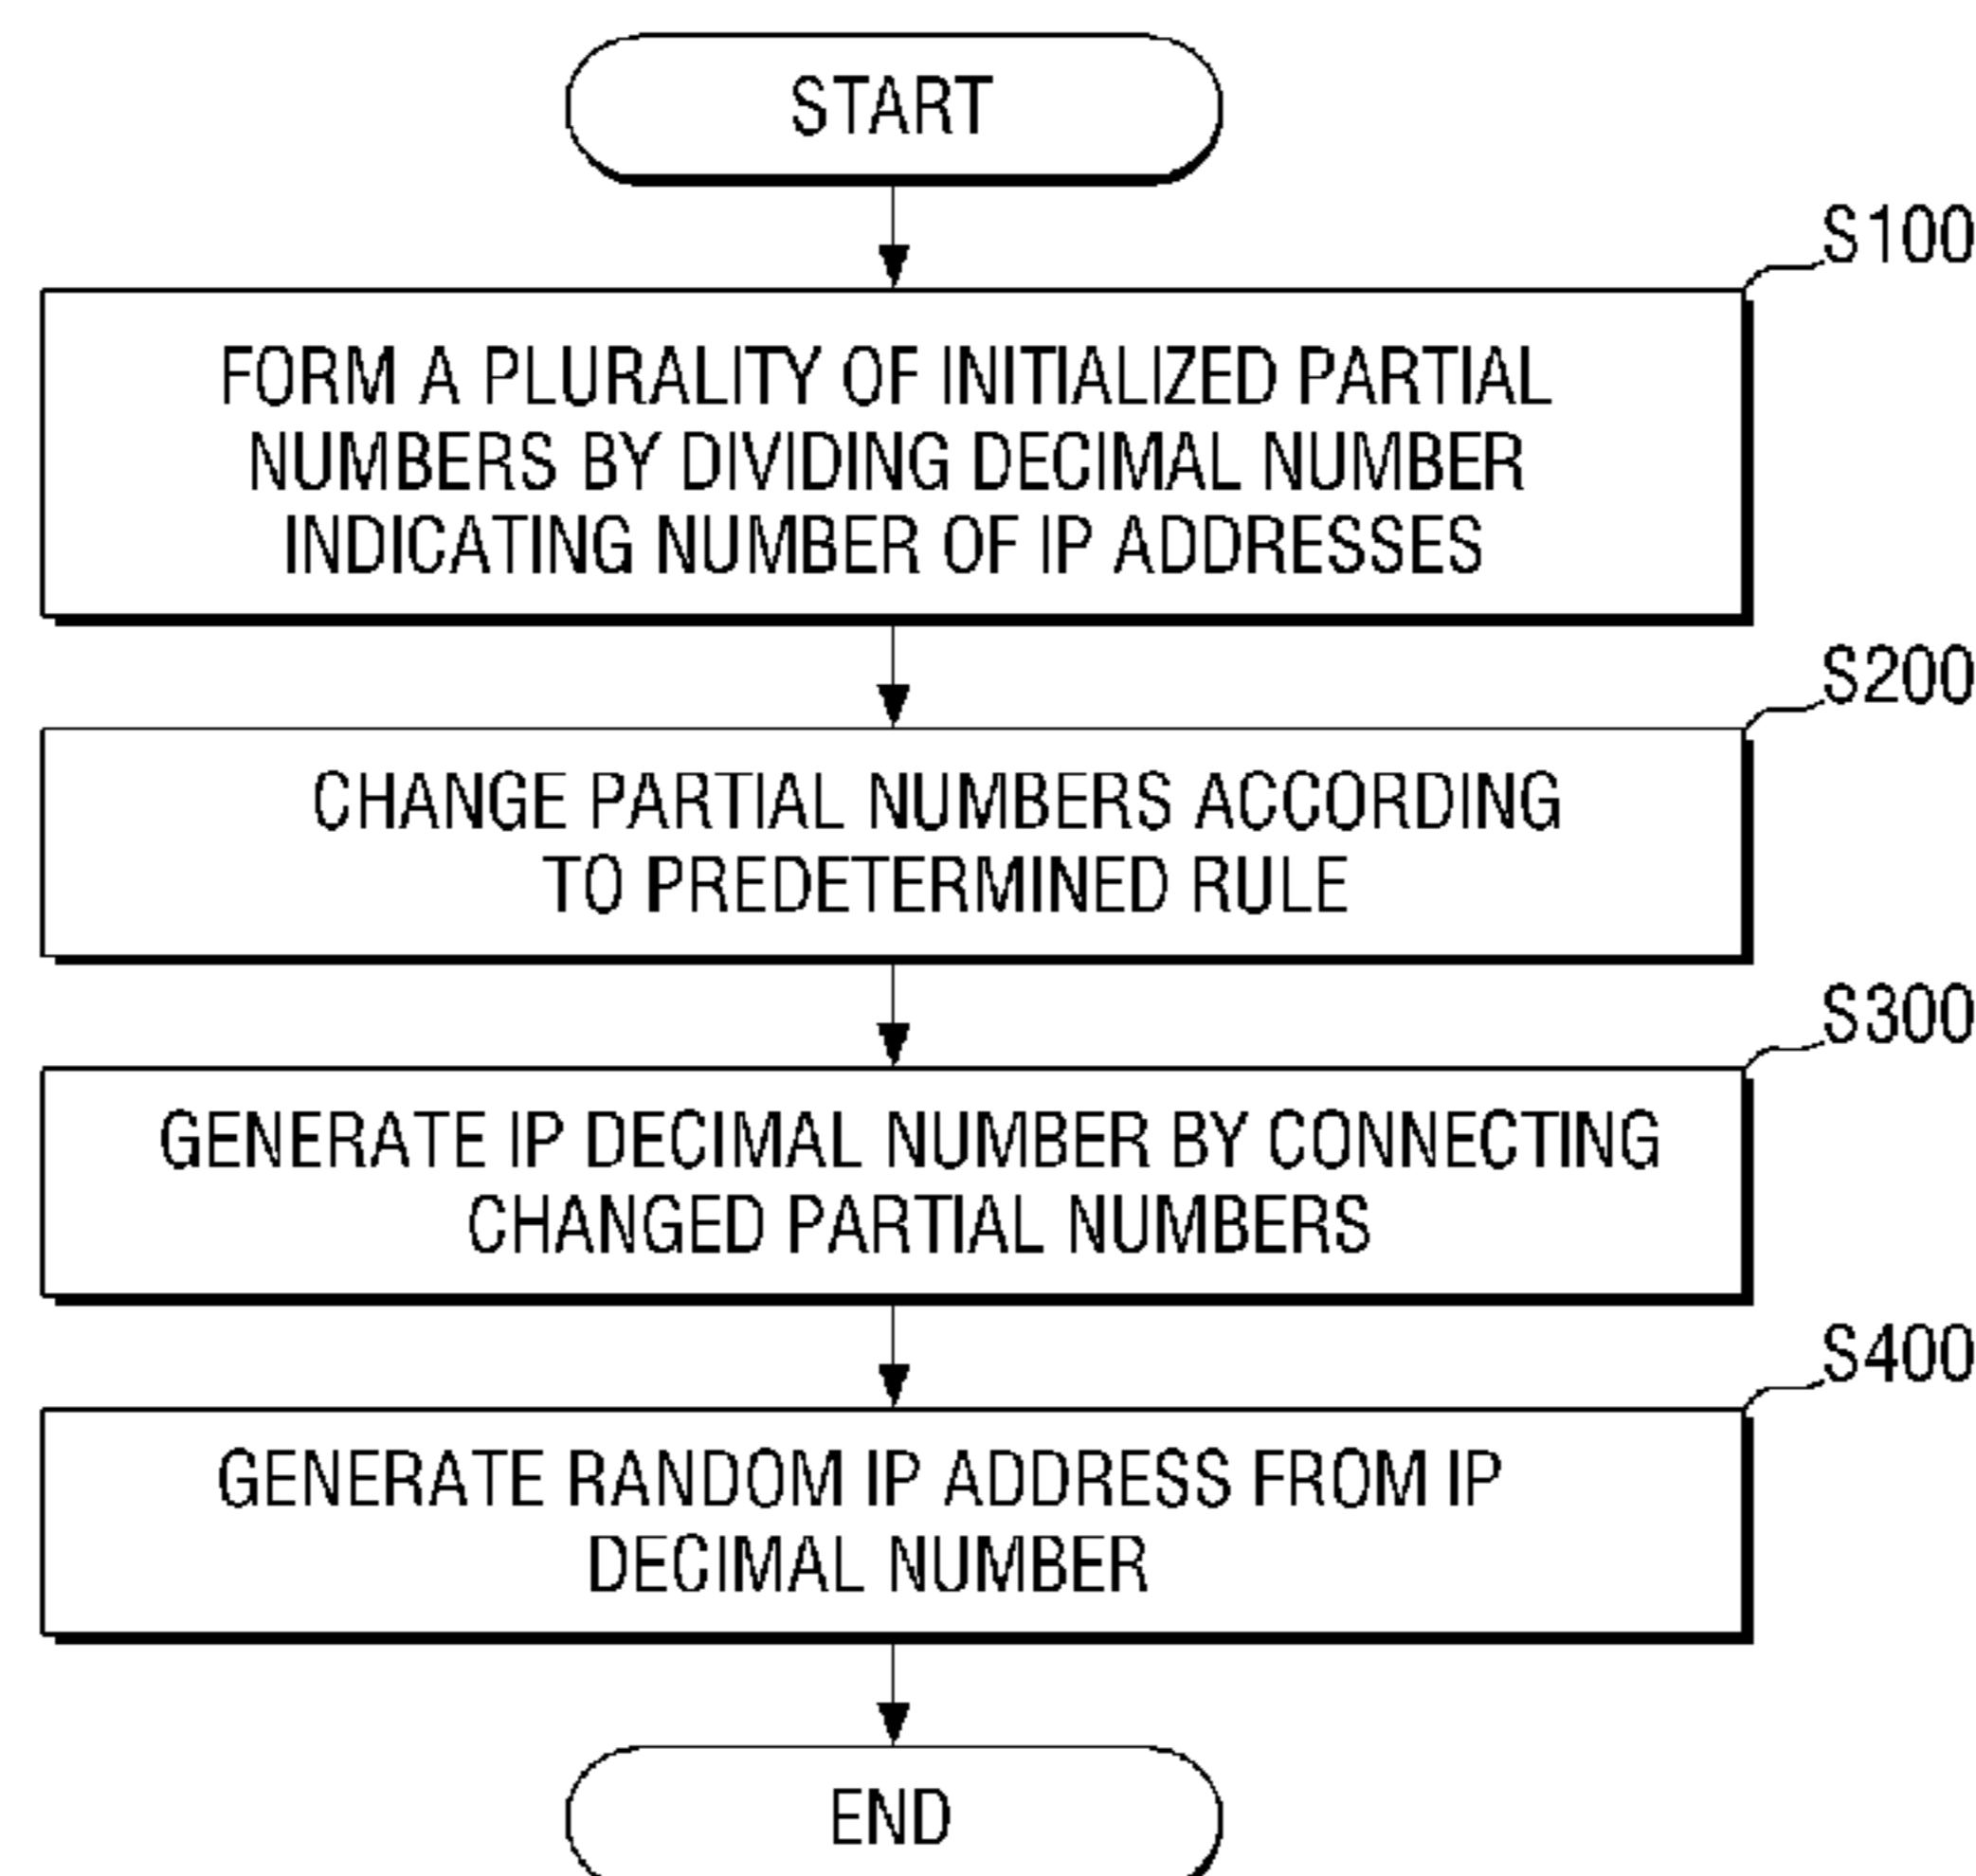 START
S100
FORM A PLURALITY OF INITIALIZED PARTIAL
NUMBERS BY DIVIDING DECIMAL NUMBER
INDICATING NUMBER OF IP ADDRESSES
S200
CHANGE PARTIAL NUMBERS ACCORDING
TO PREDETERMINED RULE
S300
GENERATE IP DECIMAL NUMBER BY CONNECTING
CHANGED PARTIAL NUMBERS
S400
GENERATE RANDOM IP ADDRESS FROM IP
DECIMAL NUMBER
END